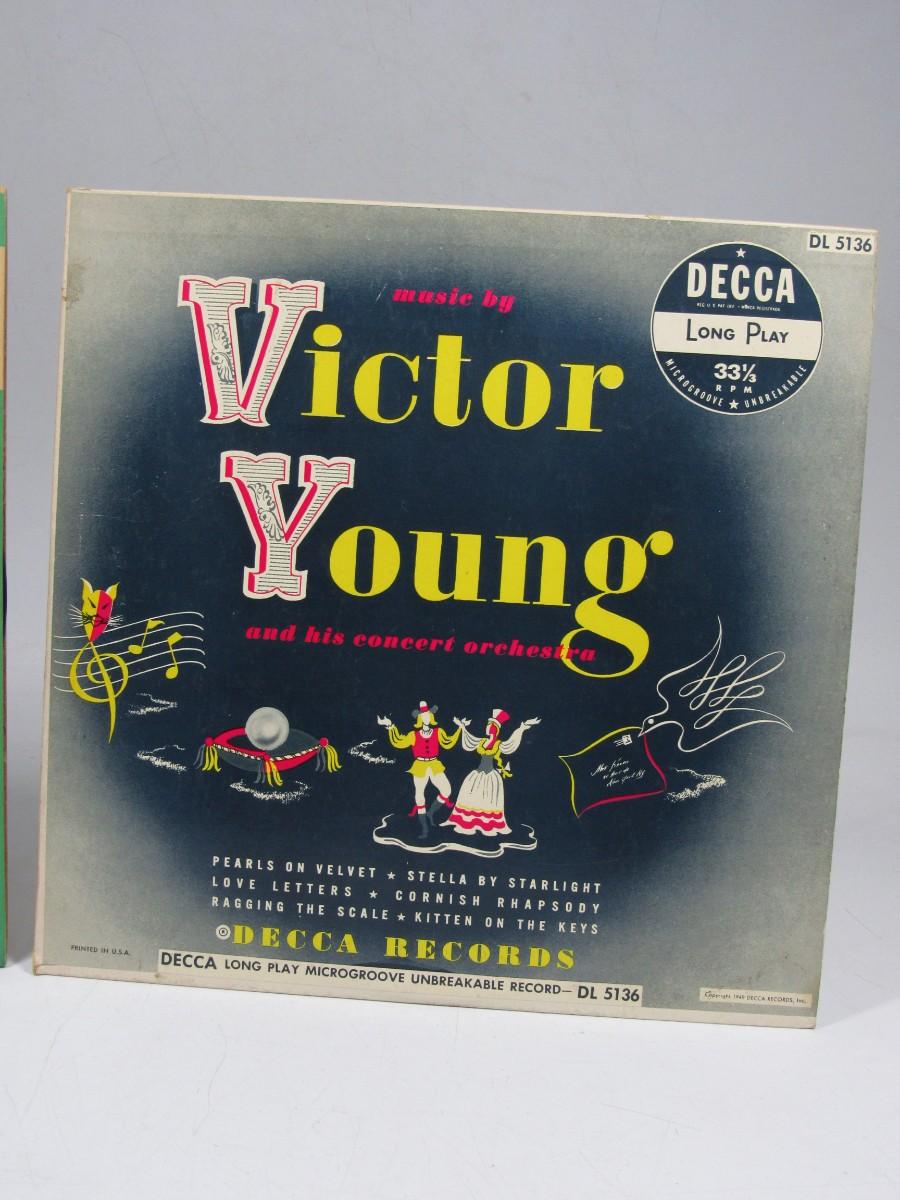 DL 5136
DECCA
LONG PLAY
33⅓
RPM
MICROGROOVE ★ UNBREAKABLE
music by
Victor
Young
and his concert orchestra
PEARLS ON VELVET ★ STELLA BY STARLIGHT
LOVE LETTERS ★ CORNISH RHAPSODY
RAGGING THE SCALE ★ KITTEN ON THE KEYS
®DECCA RECORDS
PRINTED IN U.S.A.
DECCA LONG PLAY MICROGROOVE UNBREAKABLE RECORD— DL 5136
Copyright 1949 DECCA RECORDS, Inc.